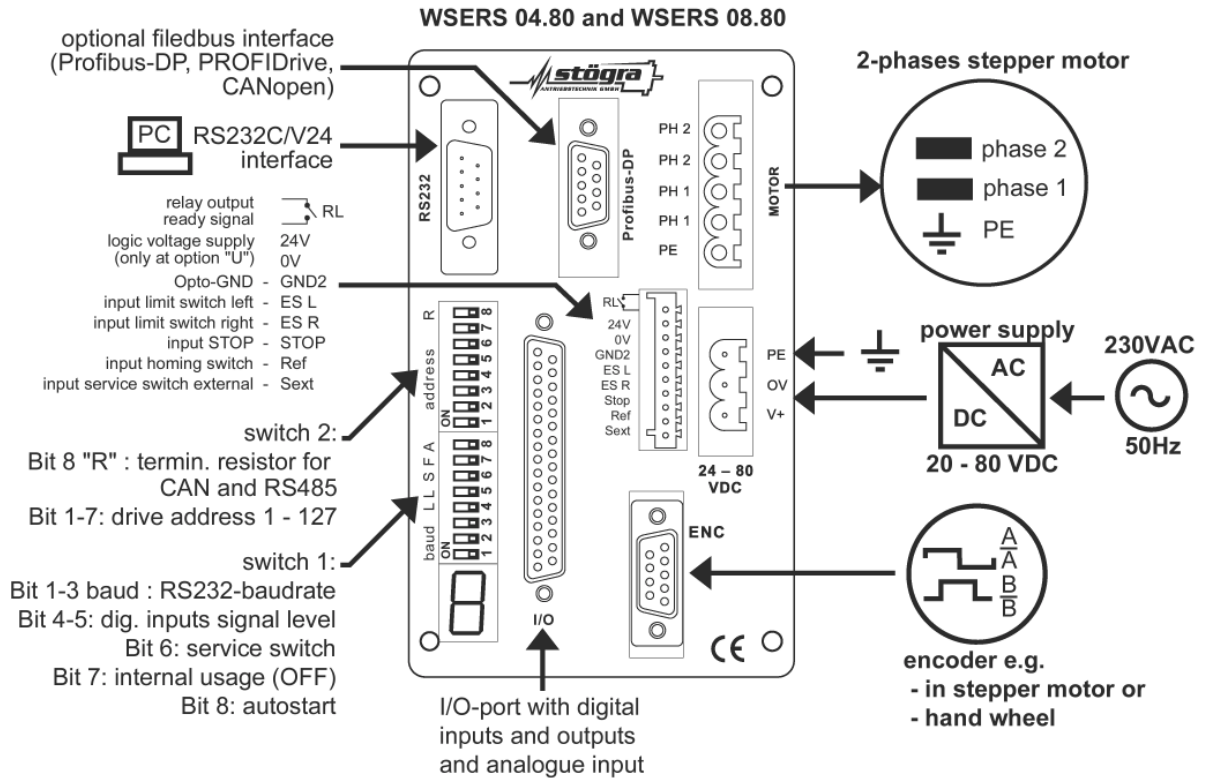 WSERS 04.80 and WSERS 08.80
optional filedbus interface
(Profibus-DP, PROFIDrive,
CANopen)
PC
RS232C/V24
interface
relay output
ready signal
RL
logic voltage supply 24V
(only at option "U") 0V
Opto-GND - GND2
input limit switch left - ES L
input limit switch right - ES R
input STOP - STOP
input homing switch - Ref
input service switch external - Sext
switch 2:
Bit 8 "R" : termin. resistor for
CAN and RS485
Bit 1-7: drive address 1 - 127
switch 1:
Bit 1-3 baud : RS232-baudrate
Bit 4-5: dig. inputs signal level
Bit 6: service switch
Bit 7: internal usage (OFF)
Bit 8: autostart
stögra
ANTRIEBSTECHNIK GMBH
RS232
Profibus-DP
PH 2
PH 2
PH 1
PH 1
PE
MOTOR
address R
ON
1 2 3 4 5 6 7 8
baud L L S F A
ON
1 2 3 4 5 6 7 8
I/O
RL
24V
0V
GND2
ES L
ES R
Stop
Ref
Sext
PE
OV
V+
24 – 80
VDC
ENC
CE
I/O-port with digital
inputs and outputs
and analogue input
2-phases stepper motor
phase 2
phase 1
PE
power supply
AC
DC
20 - 80 VDC
230VAC
50Hz
A
A
B
B
encoder e.g.
- in stepper motor or
- hand wheel